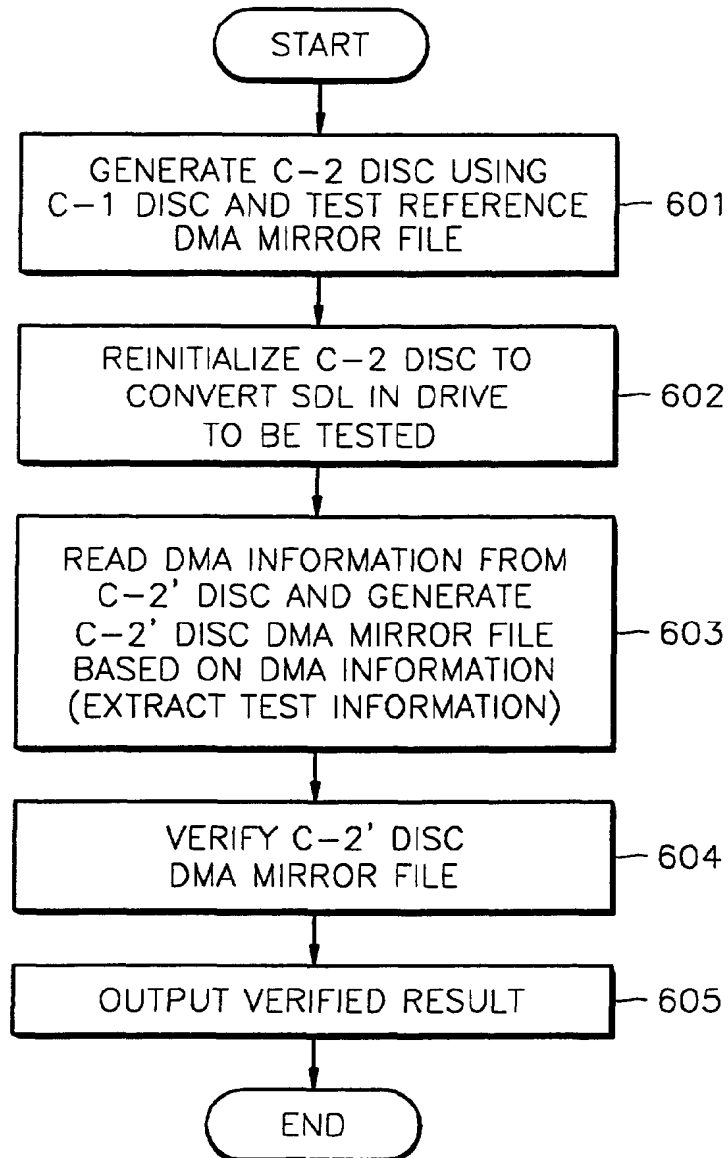 START
GENERATE C-2 DISC USING
C-1 DISC AND TEST REFERENCE
DMA MIRROR FILE
601
REINITIALIZE C-2 DISC TO
CONVERT SDL IN DRIVE
TO BE TESTED
602
READ DMA INFORMATION FROM
C-2' DISC AND GENERATE
C-2' DISC DMA MIRROR FILE
BASED ON DMA INFORMATION
(EXTRACT TEST INFORMATION)
603
VERIFY C-2' DISC
DMA MIRROR FILE
604
OUTPUT VERIFIED RESULT
605
END